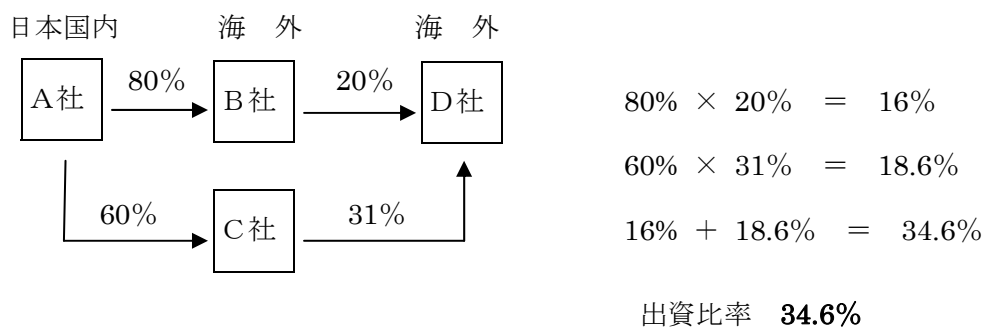 日本国内 海 外 海 外
A社 80% B社 20% D社
60% C社 31%
80% × 20% = 16%
60% × 31% = 18.6%
16% + 18.6% = 34.6%
出資比率 34.6%